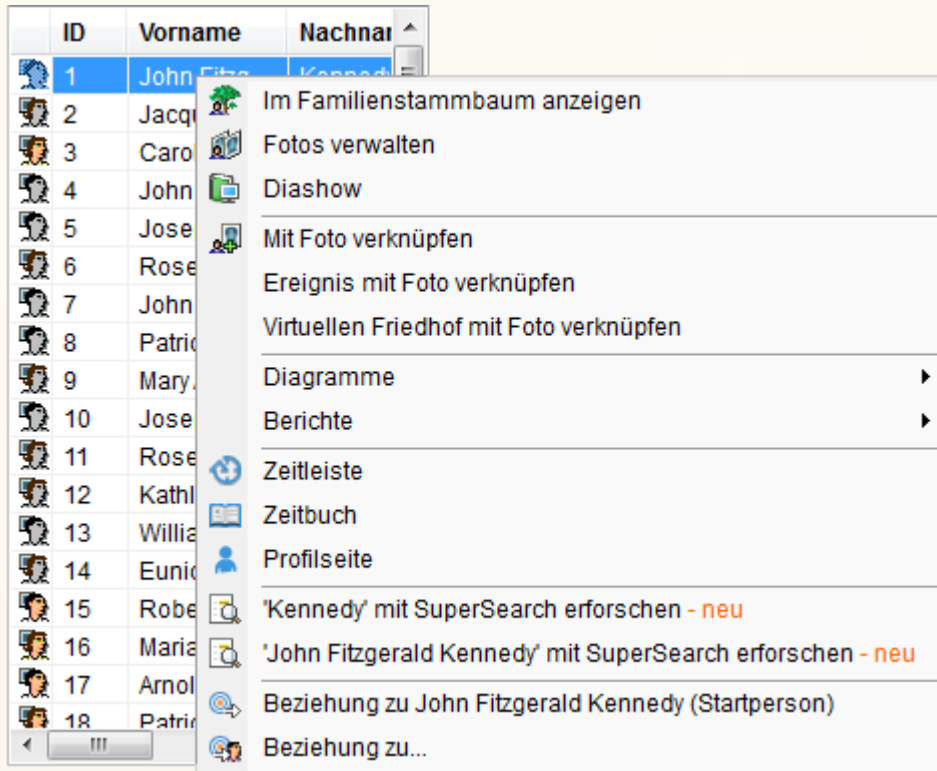 ID Vorname Nachnar
1 John Fitzg Kennedy
2 Jacqu
3 Carol
4 John
5 Jose
6 Rose
7 John
8 Patric
9 Mary
10 Jose
11 Rose
12 Kathl
13 Willia
14 Eunic
15 Robe
16 Maria
17 Arnol
18 Patric
Im Familienstammbaum anzeigen
Fotos verwalten
Diashow
Mit Foto verknüpfen
Ereignis mit Foto verknüpfen
Virtuellen Friedhof mit Foto verknüpfen
Diagramme
Berichte
Zeitleiste
Zeitbuch
Profilseite
'Kennedy' mit SuperSearch erforschen - neu
'John Fitzgerald Kennedy' mit SuperSearch erforschen - neu
Beziehung zu John Fitzgerald Kennedy (Startperson)
Beziehung zu...